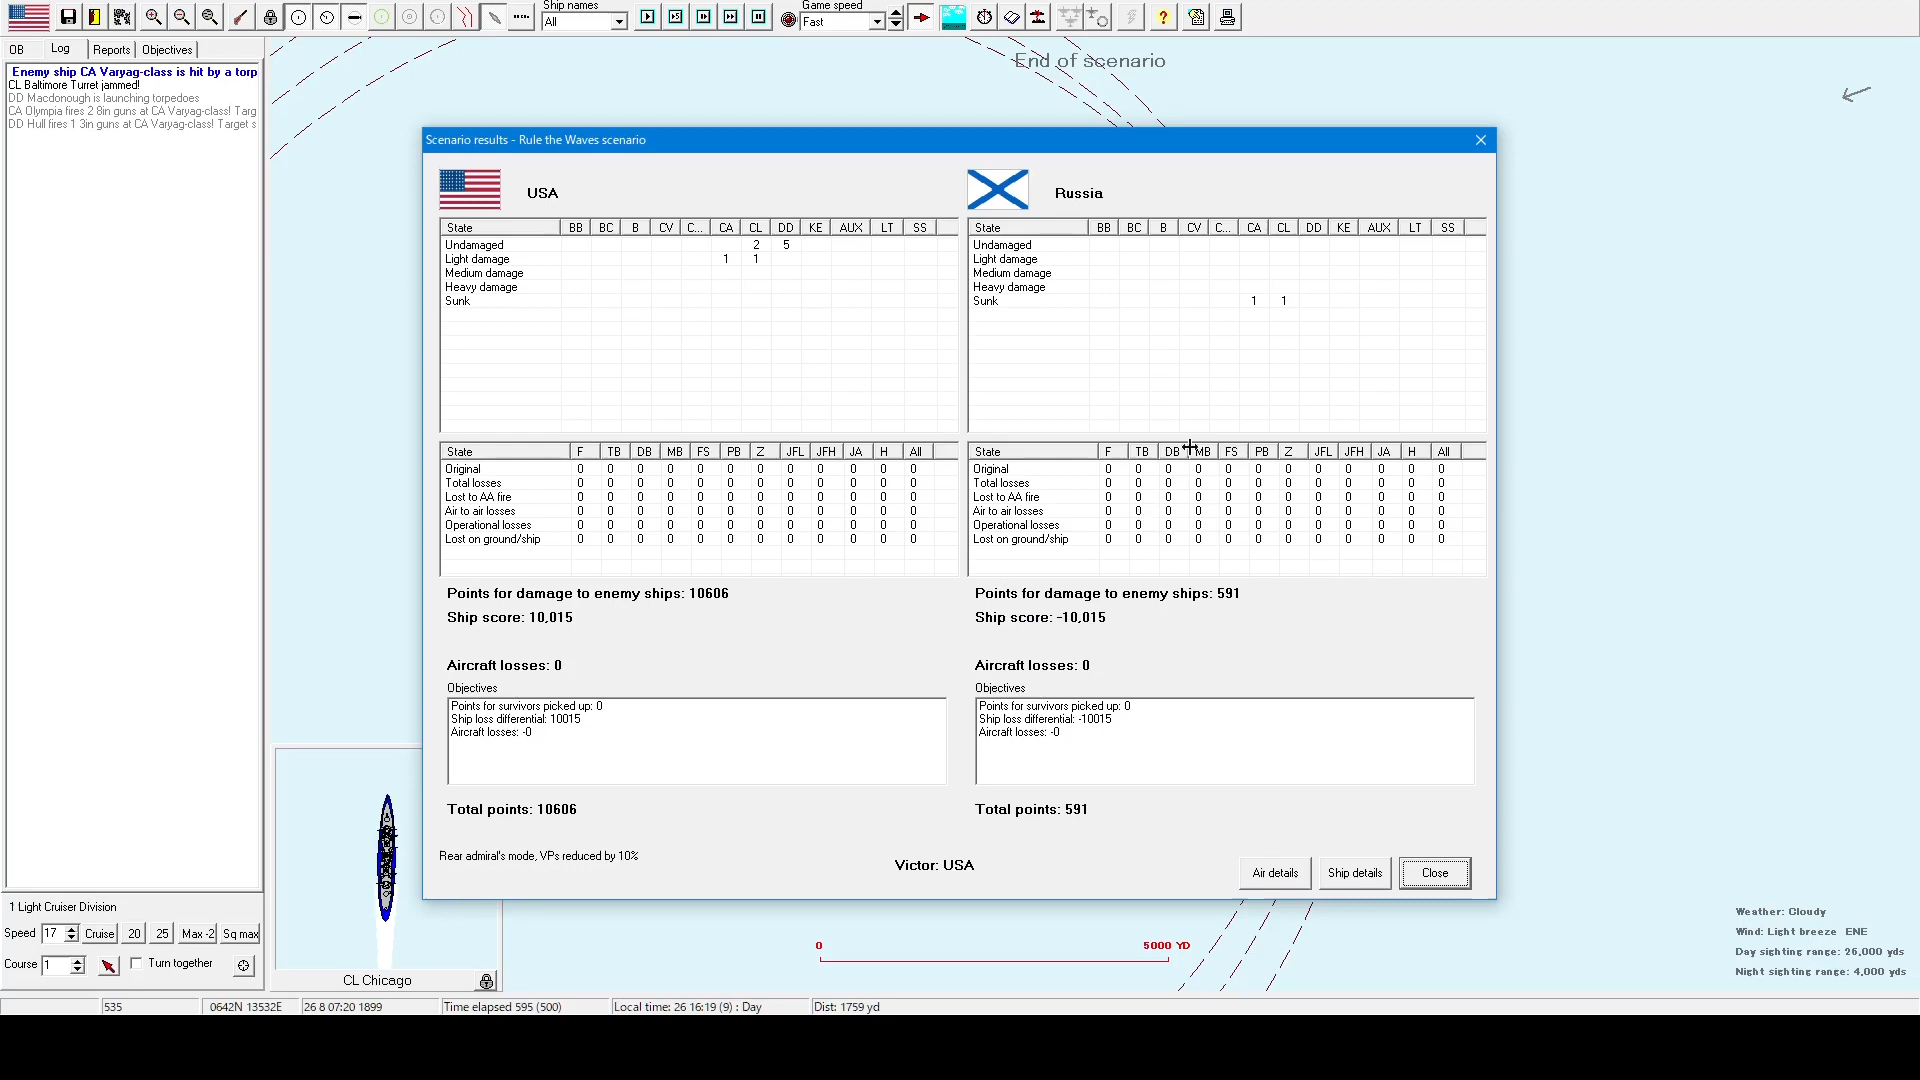 Ship names
All
Game speed
Fast
OB Log Reports Objectives
Enemy ship CA Varyag-class is hit by a torp
CL Baltimore Turret jammed!
DD Macdonough is launching torpedoes
CA Olympia fires 2 8in guns at CA Varyag-class! Targ
DD Hull fires 1 3in guns at CA Varyag-class! Target s
End of scenario
Scenario results - Rule the Waves scenario
USA
State BB BC B CV C... CA CL DD KE AUX LT SS
Undamaged 2 5
Light damage 1 1
Medium damage
Heavy damage
Sunk
State F TB DB MB FS PB Z JFL JFH JA H All
Original 0 0 0 0 0 0 0 0 0 0 0 0
Total losses 0 0 0 0 0 0 0 0 0 0 0 0
Lost to AA fire 0 0 0 0 0 0 0 0 0 0 0 0
Air to air losses 0 0 0 0 0 0 0 0 0 0 0 0
Operational losses 0 0 0 0 0 0 0 0 0 0 0 0
Lost on ground/ship 0 0 0 0 0 0 0 0 0 0 0 0
Points for damage to enemy ships: 10606
Ship score: 10,015
Aircraft losses: 0
Objectives
Points for survivors picked up: 0
Ship loss differential: 10015
Aircraft losses: -0
Total points: 10606
Russia
State BB BC B CV C... CA CL DD KE AUX LT SS
Undamaged
Light damage
Medium damage
Heavy damage
Sunk 1 1
State F TB DB MB FS PB Z JFL JFH JA H All
Original 0 0 0 0 0 0 0 0 0 0 0 0
Total losses 0 0 0 0 0 0 0 0 0 0 0 0
Lost to AA fire 0 0 0 0 0 0 0 0 0 0 0 0
Air to air losses 0 0 0 0 0 0 0 0 0 0 0 0
Operational losses 0 0 0 0 0 0 0 0 0 0 0 0
Lost on ground/ship 0 0 0 0 0 0 0 0 0 0 0 0
Points for damage to enemy ships: 591
Ship score: -10,015
Aircraft losses: 0
Objectives
Points for survivors picked up: 0
Ship loss differential: -10015
Aircraft losses: -0
Total points: 591
Rear admiral's mode, VPs reduced by 10%
Victor: USA
Air details Ship details Close
1 Light Cruiser Division
Speed 17 Cruise 20 25 Max -2 Sq max
Course 1 Turn together
CL Chicago
0 5000 YD
Weather: Cloudy
Wind: Light breeze ENE
Day sighting range: 26,000 yds
Night sighting range: 4,000 yds
535 0642N 13532E 26 8 07:20 1899 Time elapsed 595 (500) Local time: 26 16:19 (9) : Day Dist: 1759 yd